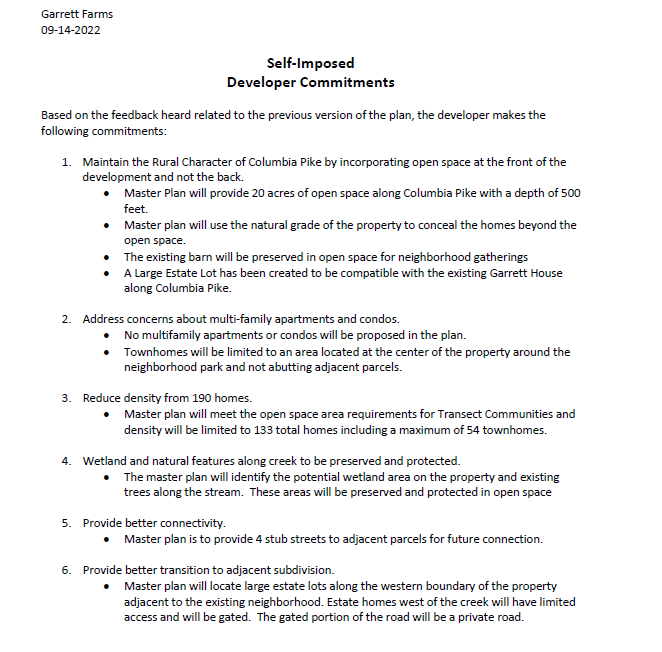 Garrett Farms
09-14-2022
Self-Imposed
Developer Commitments
Based on the feedback heard related to the previous version of the plan, the developer makes the
following commitments:
1. Maintain the Rural Character of Columbia Pike by incorporating open space at the front of the
development and not the back.
• Master Plan will provide 20 acres of open space along Columbia Pike with a depth of 500
feet.
• Master plan will use the natural grade of the property to conceal the homes beyond the
open space.
• The existing barn will be preserved in open space for neighborhood gatherings
• A Large Estate Lot has been created to be compatible with the existing Garrett House
along Columbia Pike.
2. Address concerns about multi-family apartments and condos.
• No multifamily apartments or condos will be proposed in the plan.
• Townhomes will be limited to an area located at the center of the property around the
neighborhood park and not abutting adjacent parcels.
3. Reduce density from 190 homes.
• Master plan will meet the open space area requirements for Transect Communities and
density will be limited to 133 total homes including a maximum of 54 townhomes.
4. Wetland and natural features along creek to be preserved and protected.
• The master plan will identify the potential wetland area on the property and existing
trees along the stream.  These areas will be preserved and protected in open space
5. Provide better connectivity.
• Master plan is to provide 4 stub streets to adjacent parcels for future connection.
6. Provide better transition to adjacent subdivision.
• Master plan will locate large estate lots along the western boundary of the property
adjacent to the existing neighborhood. Estate homes west of the creek will have limited
access and will be gated.  The gated portion of the road will be a private road.